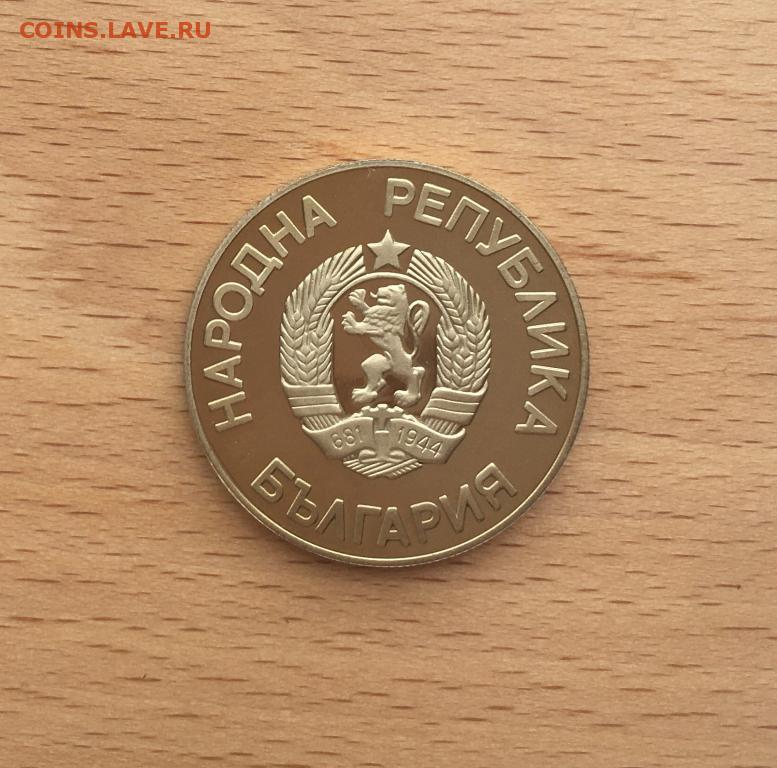 COINS.LAVE.RU
НАРОДНА РЕПУБЛИКА
БЪЛГАРИЯ
681 1944